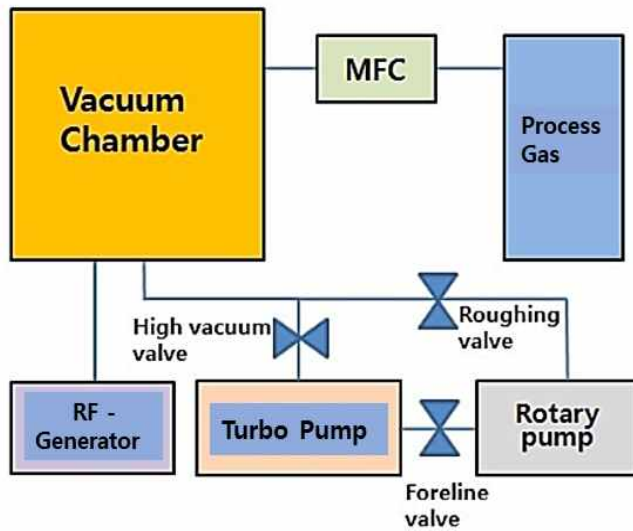 Vacuum
Chamber
MFC
Process
Gas
High vacuum
valve
Roughing
valve
RF -
Generator
Turbo Pump
Rotary
pump
Foreline
valve